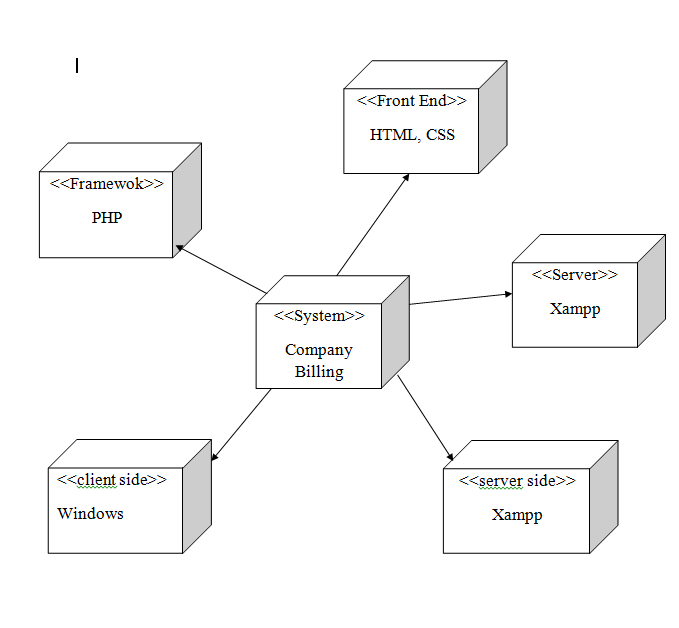 <<Front End>>
HTML, CSS
<<Framewok>>
PHP
<<Server>>
Xampp
<<System>>
Company
Billing
<<client side>>
Windows
<<server side>>
Xampp